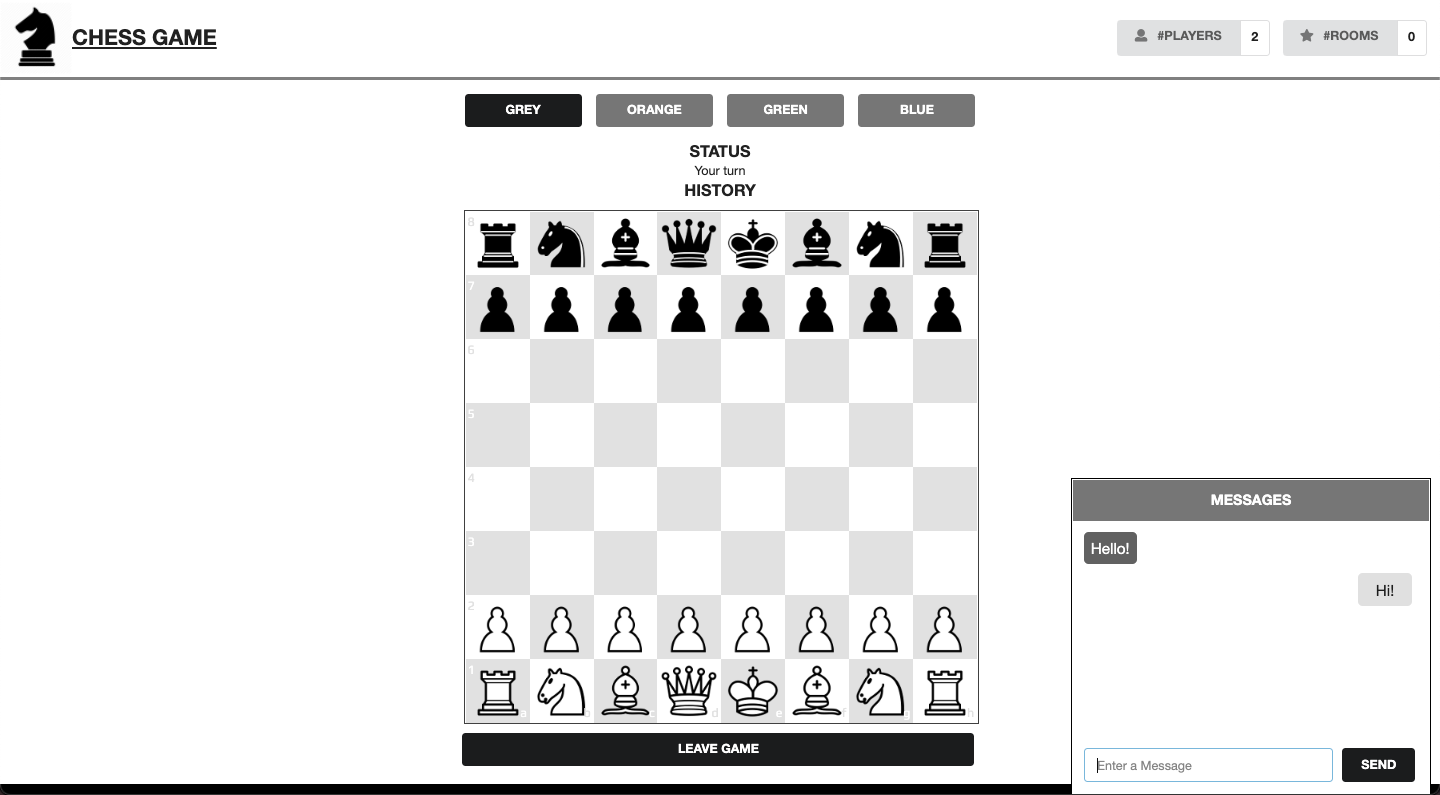 CHESS GAME
#PLAYERS 2
#ROOMS 0
GREY ORANGE GREEN BLUE
STATUS
Your turn
HISTORY
8
7
6
5
4
3
2
1
a b c d e f g h
LEAVE GAME
MESSAGES
Hello!
Hi!
Enter a Message SEND